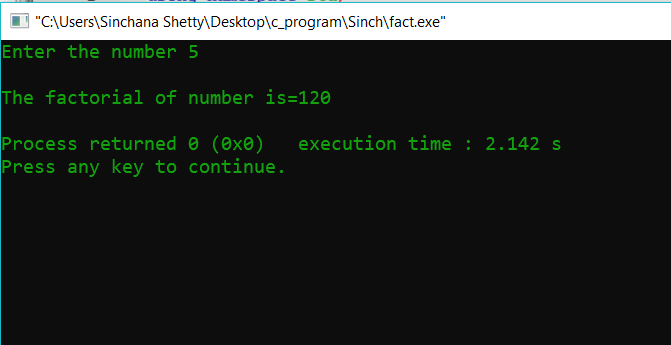 "C:\Users\Sinchana Shetty\Desktop\c_program\Sinch\fact.exe"
Enter the number 5
The factorial of number is=120
Process returned 0 (0x0)   execution time : 2.142 s
Press any key to continue.